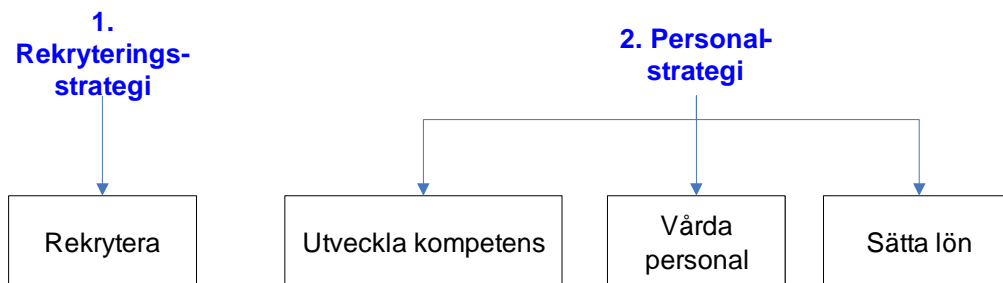 1.
Rekryterings-
strategi
2. Personal-
strategi
Rekrytera
Utveckla kompetens
Vårda
personal
Sätta lön